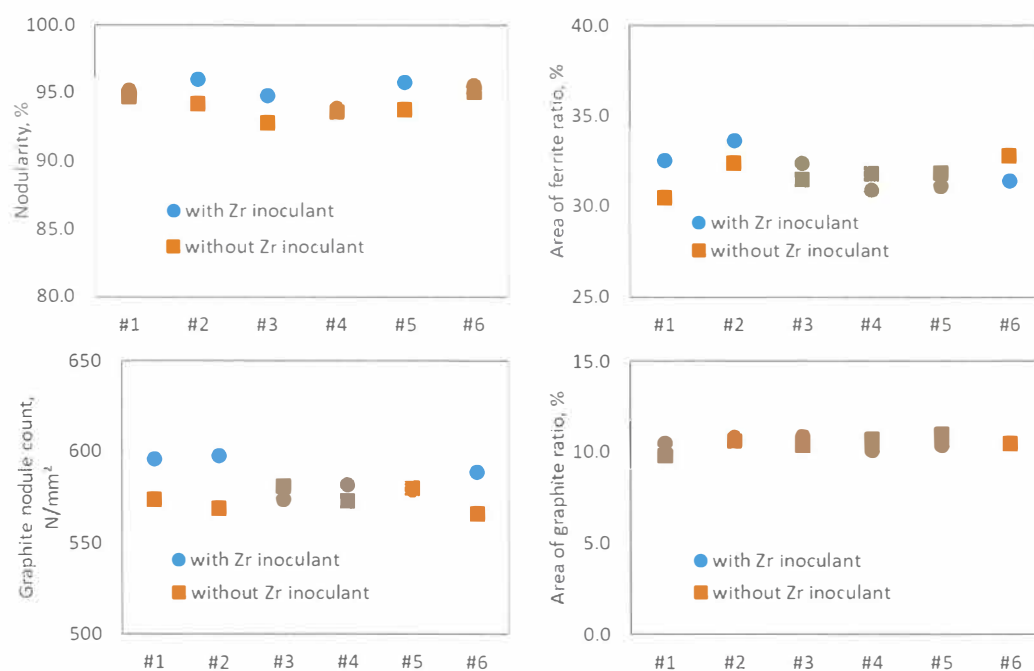 100.0
95.0
90.0
85.0
80.0
Nodularity, %
with Zr inoculant
without Zr inoculant
#1 #2 #3 #4 #5 #6
40.0
35.0
30.0
25.0
Area of ferrite ratio, %
with Zr inoculant
without Zr inoculant
#1 #2 #3 #4 #5 #6
650
600
550
500
Graphite nodule count,
N/mm²
with Zr inoculant
without Zr inoculant
#1 #2 #3 #4 #5 #6
15.0
10.0
5.0
0.0
Area of graphite ratio, %
with Zr inoculant
without Zr inoculant
#1 #2 #3 #4 #5 #6